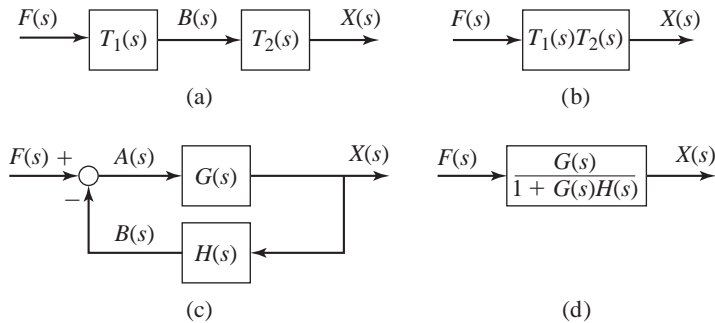 F(s) B(s) X(s)
T₁(s) T₂(s)
(a)
F(s) X(s)
T₁(s)T₂(s)
(b)
F(s) + A(s) X(s)
G(s)
−
B(s)
H(s)
(c)
F(s) X(s)
G(s)
1 + G(s)H(s)
(d)